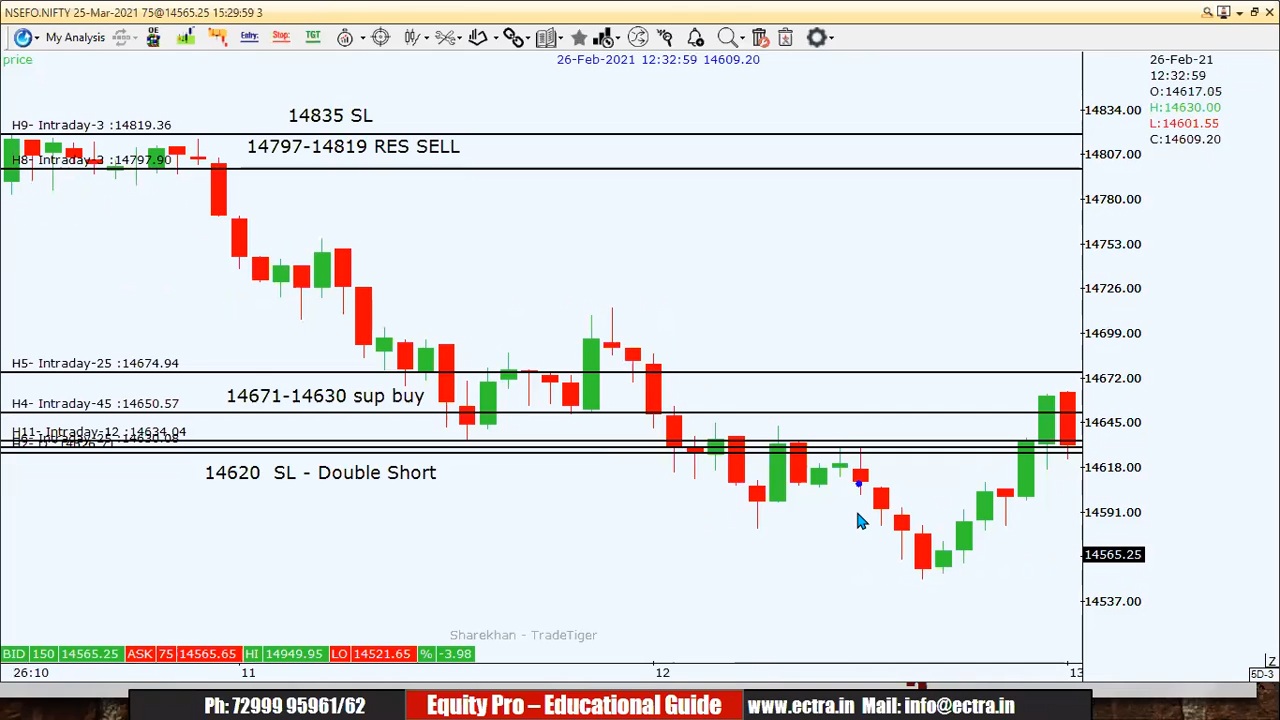 NSEFO.NIFTY 25-Mar-2021 75@14565.25 15:29:59 3
My Analysis
OE
Entry:
Stop:
TGT
price
26-Feb-2021 12:32:59 14609.20
26-Feb-21
12:32:59
O:14617.05
H:14630.00
L:14601.55
C:14609.20
14835 SL
H9- Intraday-3 :14819.36
14797-14819 RES SELL
H8- Intraday-3 :14797.90
H5- Intraday-25 :14674.94
14671-14630 sup buy
H4- Intraday-45 :14650.57
H11- Intraday-12 :14634.04
14620 SL - Double Short
14834.00
14807.00
14780.00
14753.00
14726.00
14699.00
14672.00
14645.00
14618.00
14591.00
14565.25
14537.00
Sharekhan - TradeTiger
BID 150 14565.25 ASK 75 14565.65 HI 14949.95 LO 14521.65 % -3.98
26:10 11 12 13
Z
5D-3
Ph: 72999 95961/62 Equity Pro – Educational Guide www.ectra.in Mail: info@ectra.in